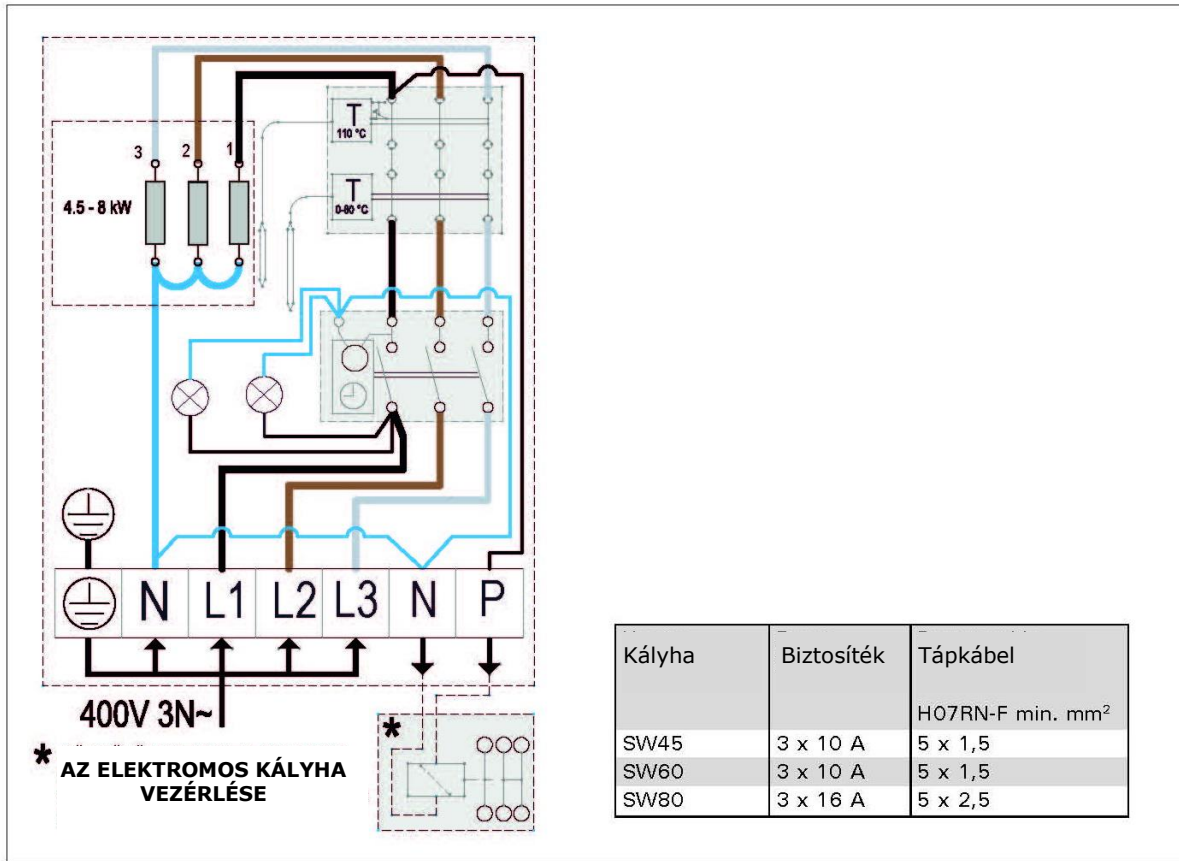 T
110 °C
3 2 1
4.5 - 8 kW
T
0-80 °C
N L1 L2 L3 N P
400V 3N~
*
* AZ ELEKTROMOS KÁLYHA
VEZÉRLÉSE
Kályha Biztosíték Tápkábel
H07RN-F min. mm²
SW45 3 x 10 A 5 x 1,5
SW60 3 x 10 A 5 x 1,5
SW80 3 x 16 A 5 x 2,5